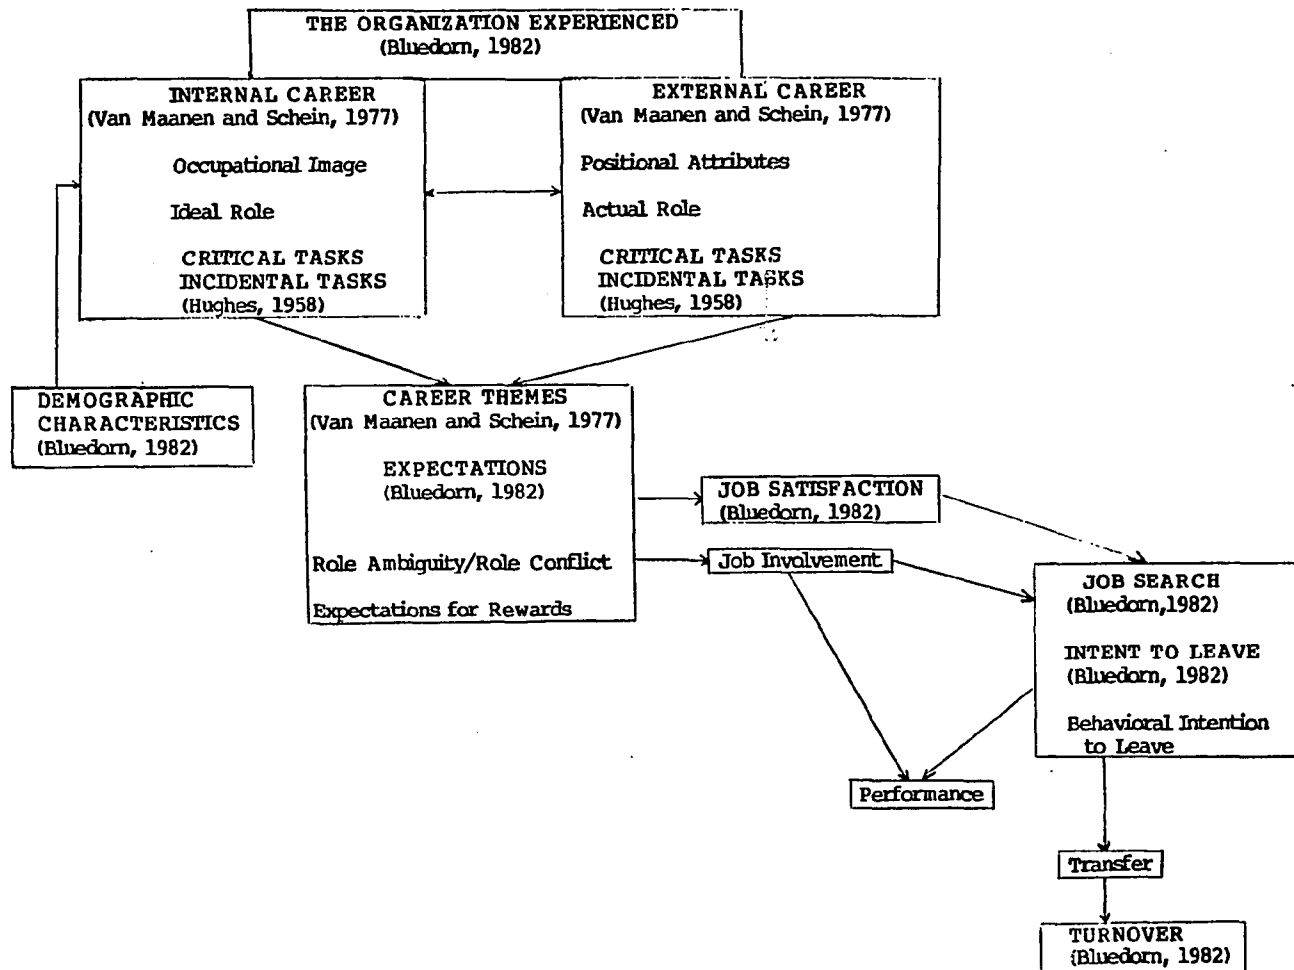 THE ORGANIZATION EXPERIENCED
(Bluedorn, 1982)
INTERNAL CAREER
(Van Maanen and Schein, 1977)
Occupational Image
Ideal Role
CRITICAL TASKS
INCIDENTAL TASKS
(Hughes, 1958)
EXTERNAL CAREER
(Van Maanen and Schein, 1977)
Positional Attributes
Actual Role
CRITICAL TASKS
INCIDENTAL TASKS
(Hughes, 1958)
DEMOGRAPHIC
CHARACTERISTICS
(Bluedorn, 1982)
CAREER THEMES
(Van Maanen and Schein, 1977)
EXPECTATIONS
(Bluedorn, 1982)
Role Ambiguity/Role Conflict
Expectations for Rewards
JOB SATISFACTION
(Bluedorn, 1982)
Job Involvement
JOB SEARCH
(Bluedorn,1982)
INTENT TO LEAVE
(Bluedorn, 1982)
Behavioral Intention
to Leave
Performance
Transfer
TURNOVER
(Bluedorn, 1982)